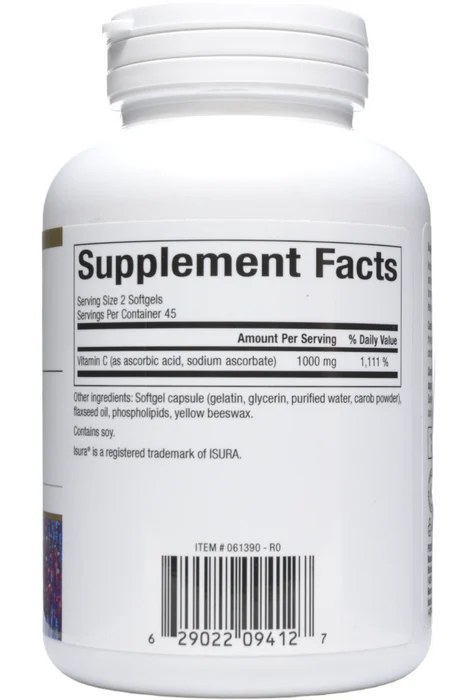 Supplement Facts
Serving Size 2 Softgels
Servings Per Container 45
Amount Per Serving % Daily Value
Vitamin C (as ascorbic acid, sodium ascorbate) 1000 mg 1,111 %
Other ingredients: Softgel capsule (gelatin, glycerin, purified water, carob powder),
flaxseed oil, phospholipids, yellow beeswax.
Contains soy.
Isura® is a registered trademark of ISURA.
ITEM # 061390 - R0
6 29022 09412 7